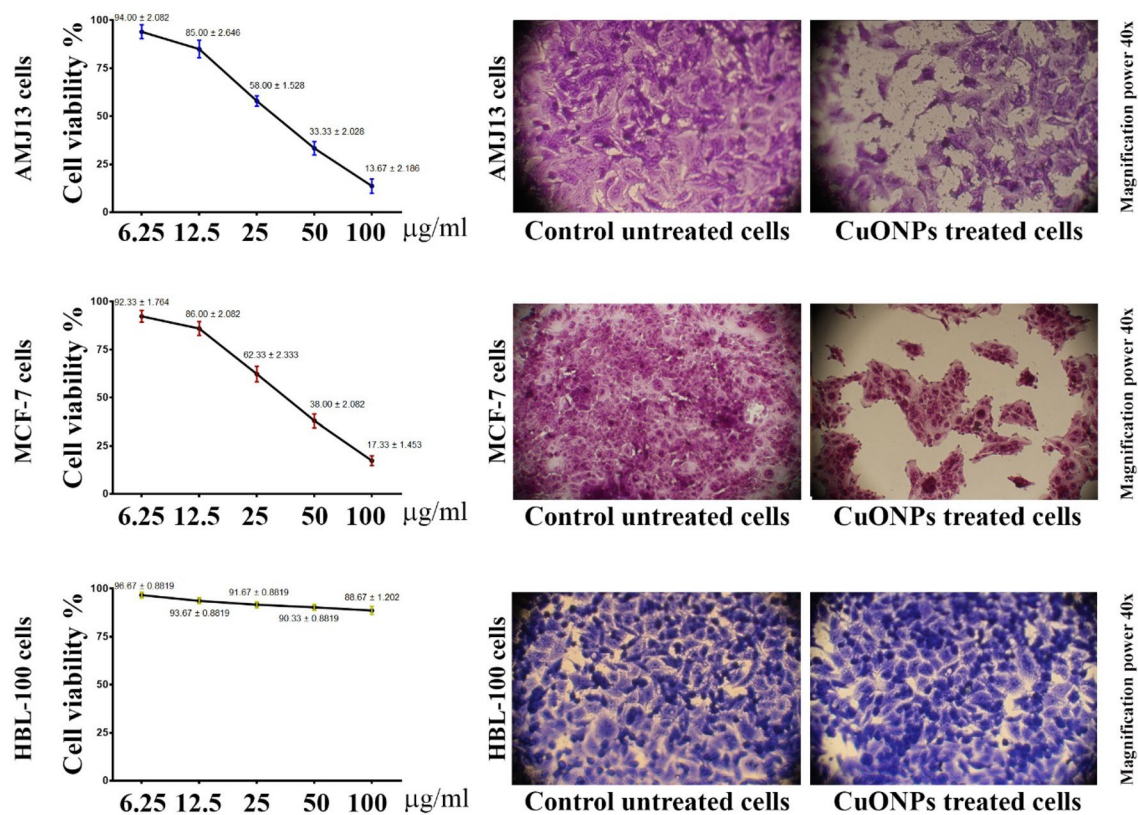 AMJ13 cells
Cell viability %
100
75
50
25
0
94.00 ± 2.082
85.00 ± 2.646
58.00 ± 1.528
33.33 ± 2.028
13.67 ± 2.186
6.25 12.5 25 50 100 µg/ml
AMJ13 cells
Control untreated cells
CuONPs treated cells
Magnification power 40x
MCF-7 cells
Cell viability %
100
75
50
25
0
92.33 ± 1.764
86.00 ± 2.082
62.33 ± 2.333
38.00 ± 2.082
17.33 ± 1.453
6.25 12.5 25 50 100 µg/ml
MCF-7 cells
Control untreated cells
CuONPs treated cells
Magnification power 40x
HBL-100 cells
Cell viability %
100
75
50
25
0
96.67 ± 0.8819
93.67 ± 0.8819
91.67 ± 0.8819
90.33 ± 0.8819
88.67 ± 1.202
6.25 12.5 25 50 100 µg/ml
HBL-100 cells
Control untreated cells
CuONPs treated cells
Magnification power 40x